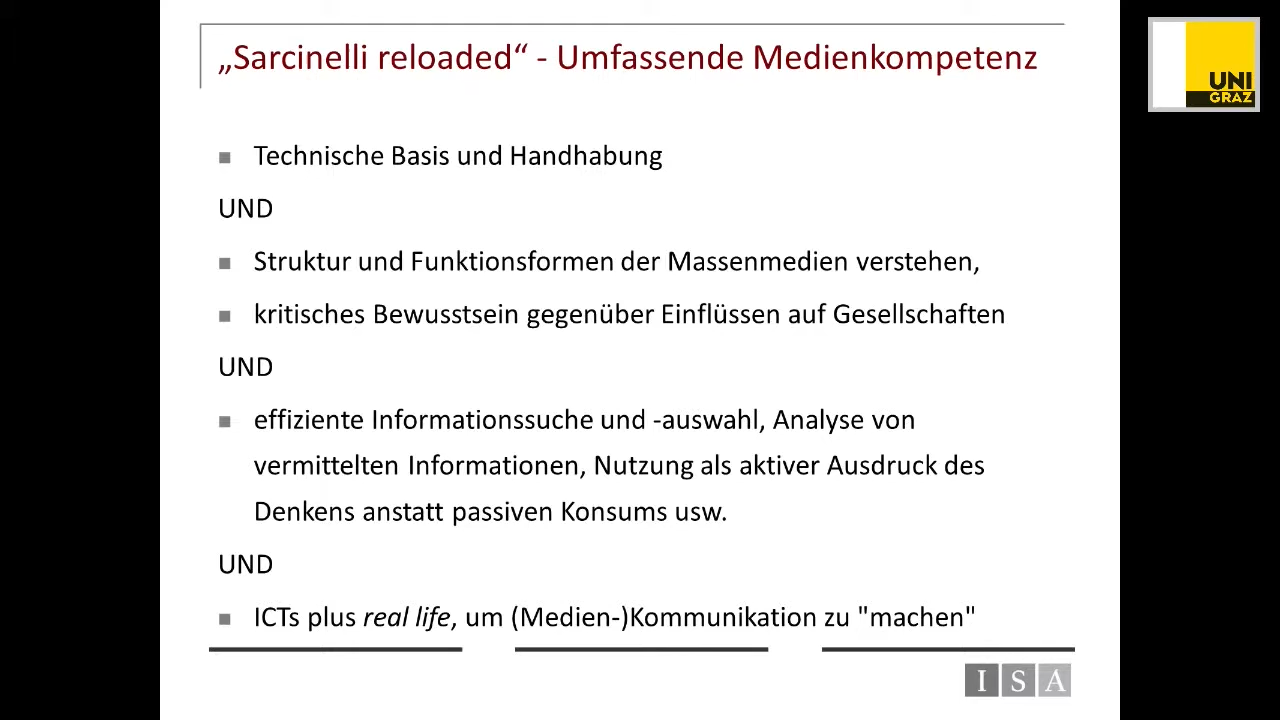 „Sarcinelli reloaded“ - Umfassende Medienkompetenz
UNI
GRAZ
Technische Basis und Handhabung
UND
Struktur und Funktionsformen der Massenmedien verstehen,
kritisches Bewusstsein gegenüber Einflüssen auf Gesellschaften
UND
effiziente Informationssuche und -auswahl, Analyse von
vermittelten Informationen, Nutzung als aktiver Ausdruck des
Denkens anstatt passiven Konsums usw.
UND
ICTs plus real life, um (Medien-)Kommunikation zu "machen"
ISA